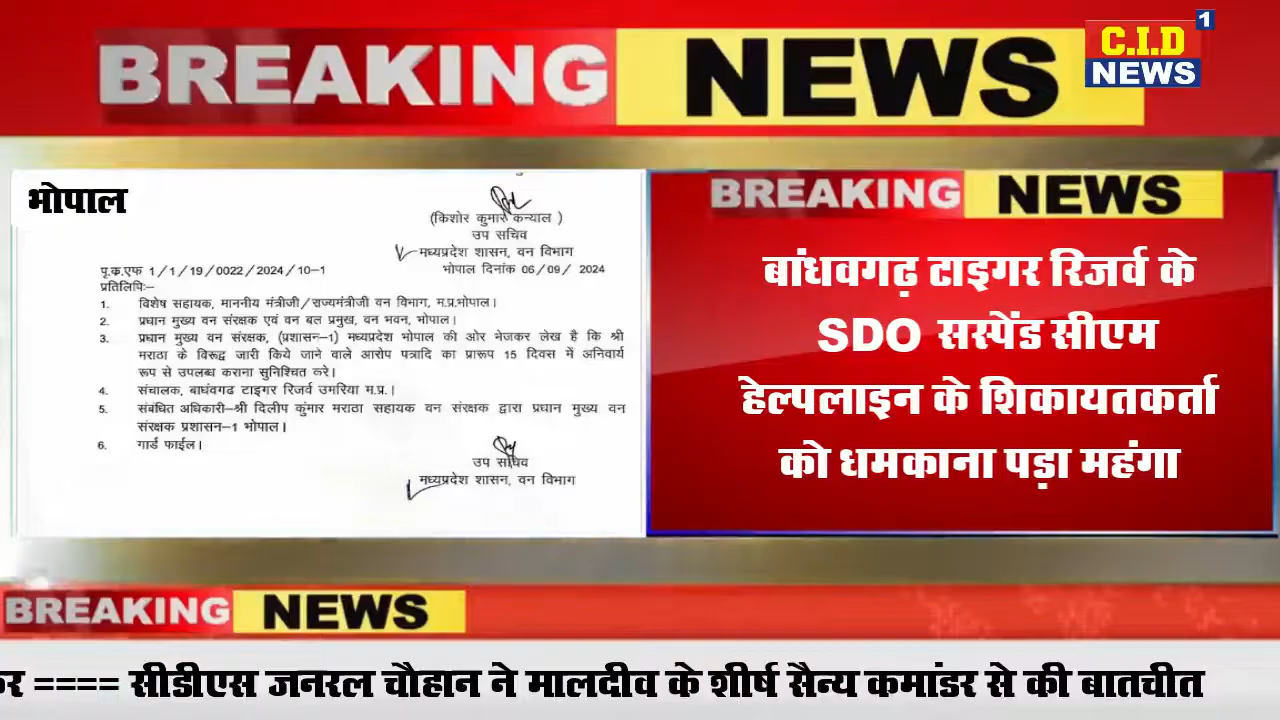 BREAKING NEWS
1
C.I.D
NEWS
भोपाल
(किशोर कुमार कन्याल )
उप सचिव
मध्यप्रदेश शासन, वन विभाग
पृ.क.एफ 1/1/19/0022/2024/10-1
भोपाल दिनांक 06/09/ 2024
प्रतिलिपिः-
1. विशेष सहायक, माननीय मंत्रीजी/राज्यमंत्रीजी वन विभाग, म.प्र.भोपाल।
2. प्रधान मुख्य वन संरक्षक एवं वन बल प्रमुख, वन भवन, भोपाल।
3. प्रधान मुख्य वन संरक्षक, (प्रशासन-1) मध्यप्रदेश भोपाल की ओर भेजकर लेख है कि श्री
मराठा के विरूद्व जारी किये जाने वाले आरोप पत्रादि का प्रारूप 15 दिवस में अनिवार्य
रूप से उपलब्ध कराना सुनिश्चित करे।
4. संचालक, बाधंवगढ टाइगर रिजर्व उमरिया म.प्र.।
5. संबंधित अधिकारी-श्री दिलीप कुंमार मराठा सहायक वन संरक्षक द्वारा प्रधान मुख्य वन
संरक्षक प्रशासन-1 भोपाल।
6. गार्ड फाईल।
उप सचिव
मध्यप्रदेश शासन, वन विभाग
BREAKING NEWS
बांधवगढ़ टाइगर रिजर्व के
SDO सस्पेंड सीएम
हेल्पलाइन के शिकायतकर्ता
को धमकाना पड़ा महंगा
BREAKING NEWS
==== सीडीएस जनरल चौहान ने मालदीव के शीर्ष सैन्य कमांडर से की बातचीत